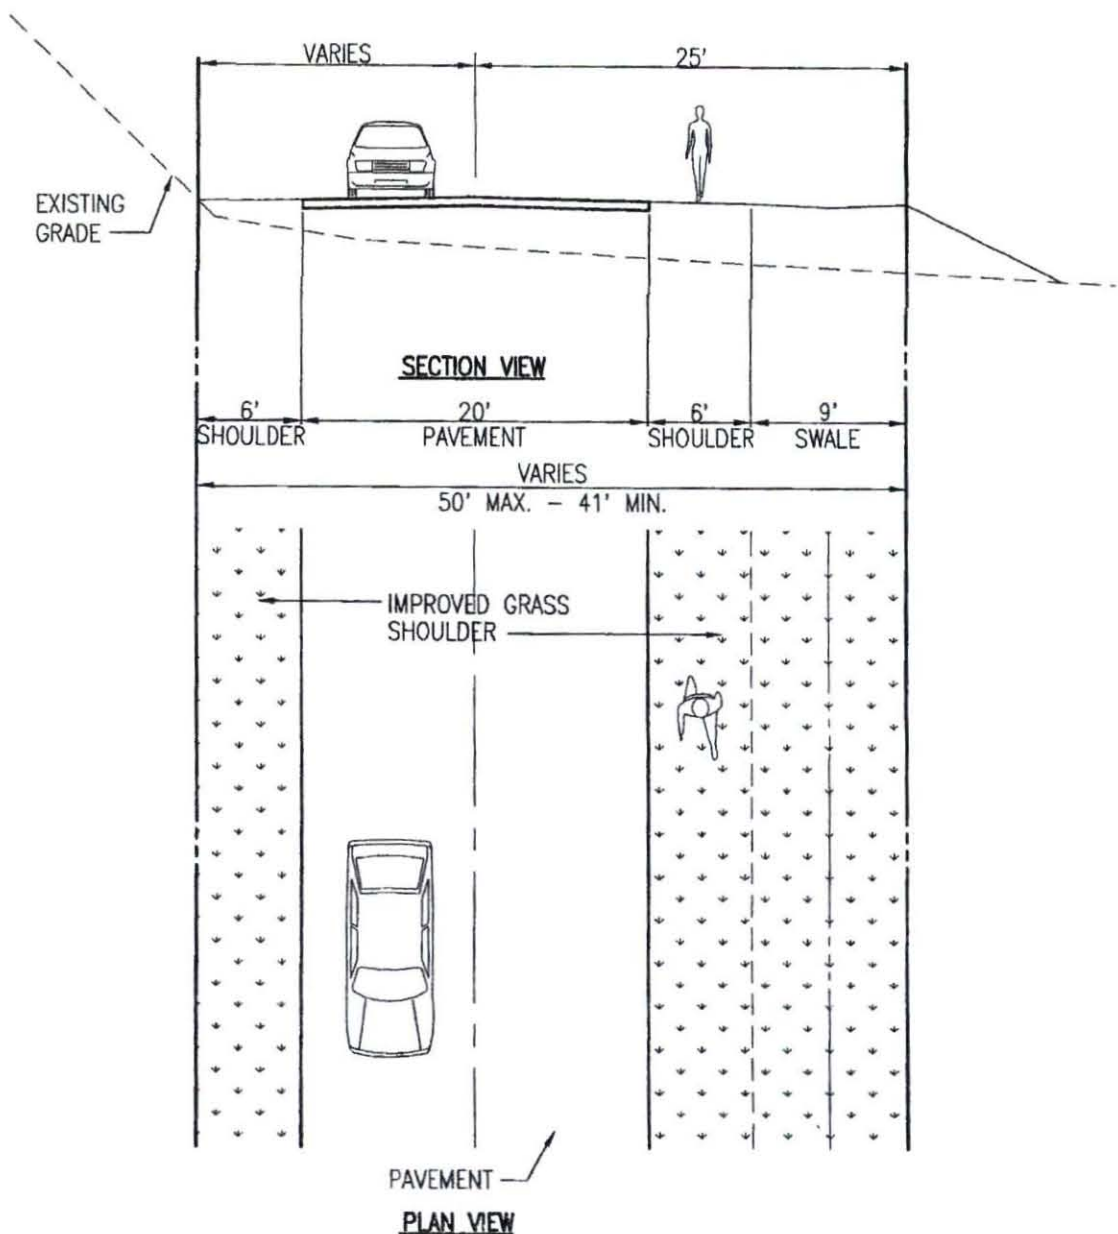 VARIES
25'
EXISTING
GRADE
SECTION VIEW
6'
20'
6'
9'
SHOULDER
PAVEMENT
SHOULDER
SWALE
VARIES
50' MAX. - 41' MIN.
IMPROVED GRASS
SHOULDER
PAVEMENT
PLAN VIEW